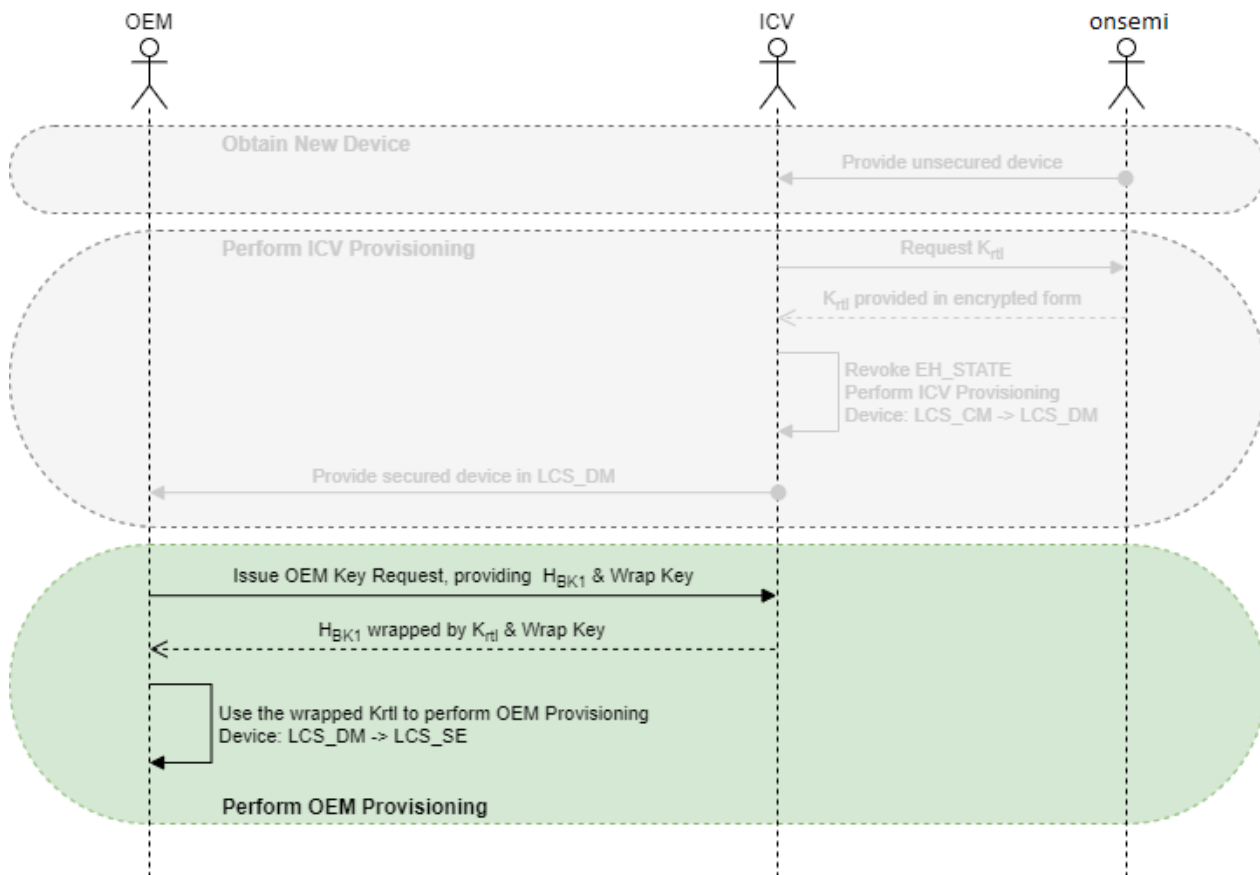 OEM
ICV
onsemi
Obtain New Device
Provide unsecured device
Perform ICV Provisioning
Request Krtl
Krtl provided in encrypted form
Revoke EH_STATE
Perform ICV Provisioning
Device: LCS_CM -> LCS_DM
Provide secured device in LCS_DM
Issue OEM Key Request, providing HBK1 & Wrap Key
HBK1 wrapped by Krtl & Wrap Key
Use the wrapped Krtl to perform OEM Provisioning
Device: LCS_DM -> LCS_SE
Perform OEM Provisioning